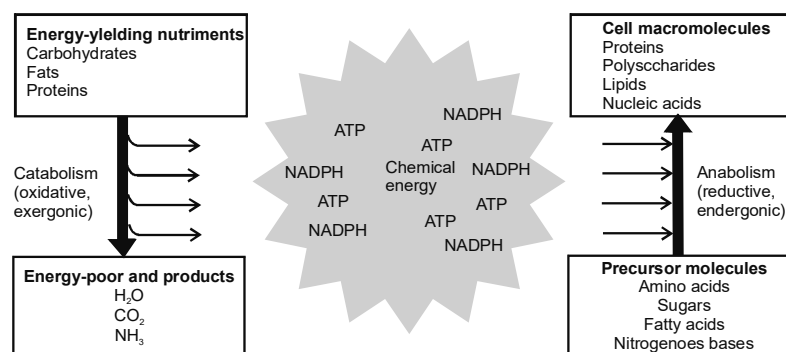 Energy-ylelding nutriments
Carbohydrates
Fats
Proteins
Catabolism
(oxidative,
exergonic)
Energy-poor and products
H₂O
CO₂
NH₃
NADPH
ATP
ATP
Chemical
energy
NADPH
NADPH
ATP
ATP
ATP
NADPH
NADPH
Cell macromolecules
Proteins
Polysccharides
Lipids
Nucleic acids
Anabolism
(reductive,
endergonic)
Precursor molecules
Amino acids
Sugars
Fatty acids
Nitrogenoes bases